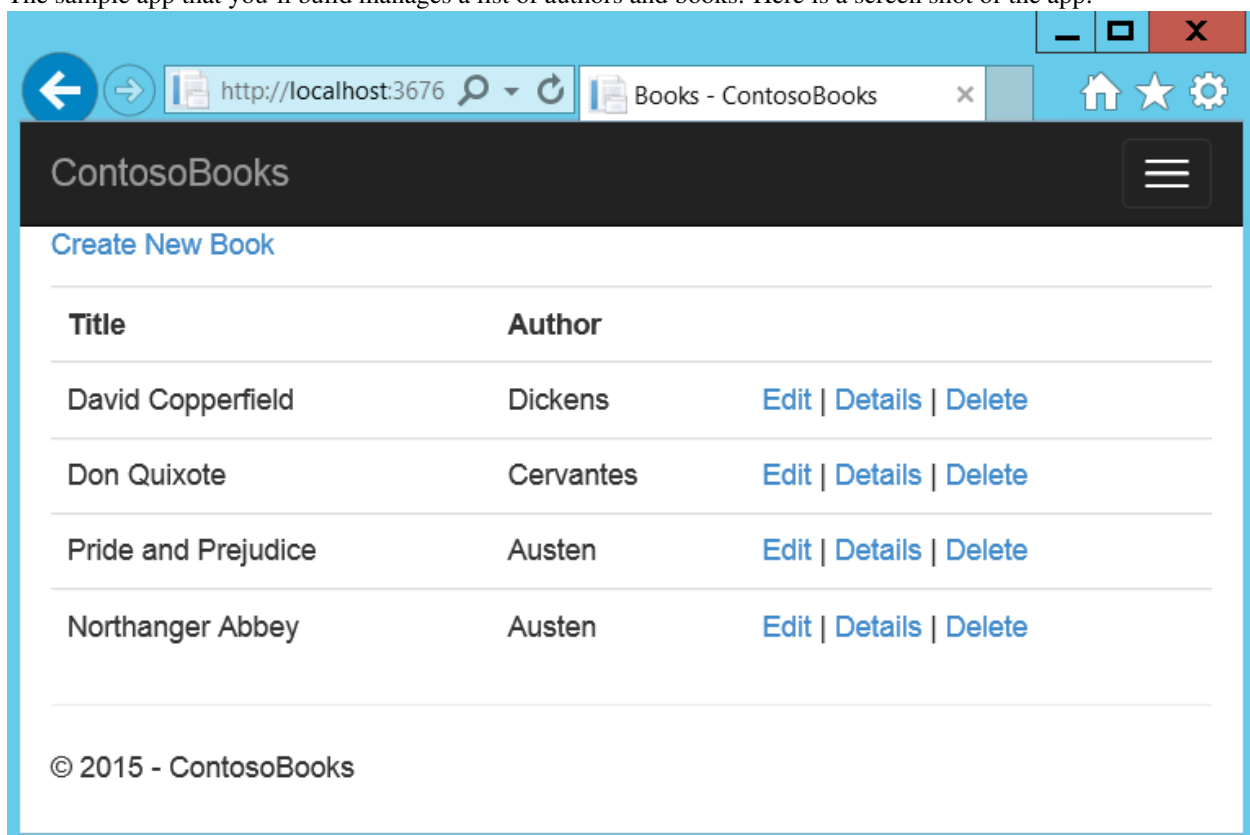 The sample app that you'll build manages a list of authors and books. Here is a screen shot of the app:
http://localhost:3676
Books - ContosoBooks
ContosoBooks
Create New Book
Title Author
David Copperfield Dickens Edit | Details | Delete
Don Quixote Cervantes Edit | Details | Delete
Pride and Prejudice Austen Edit | Details | Delete
Northanger Abbey Austen Edit | Details | Delete
© 2015 - ContosoBooks